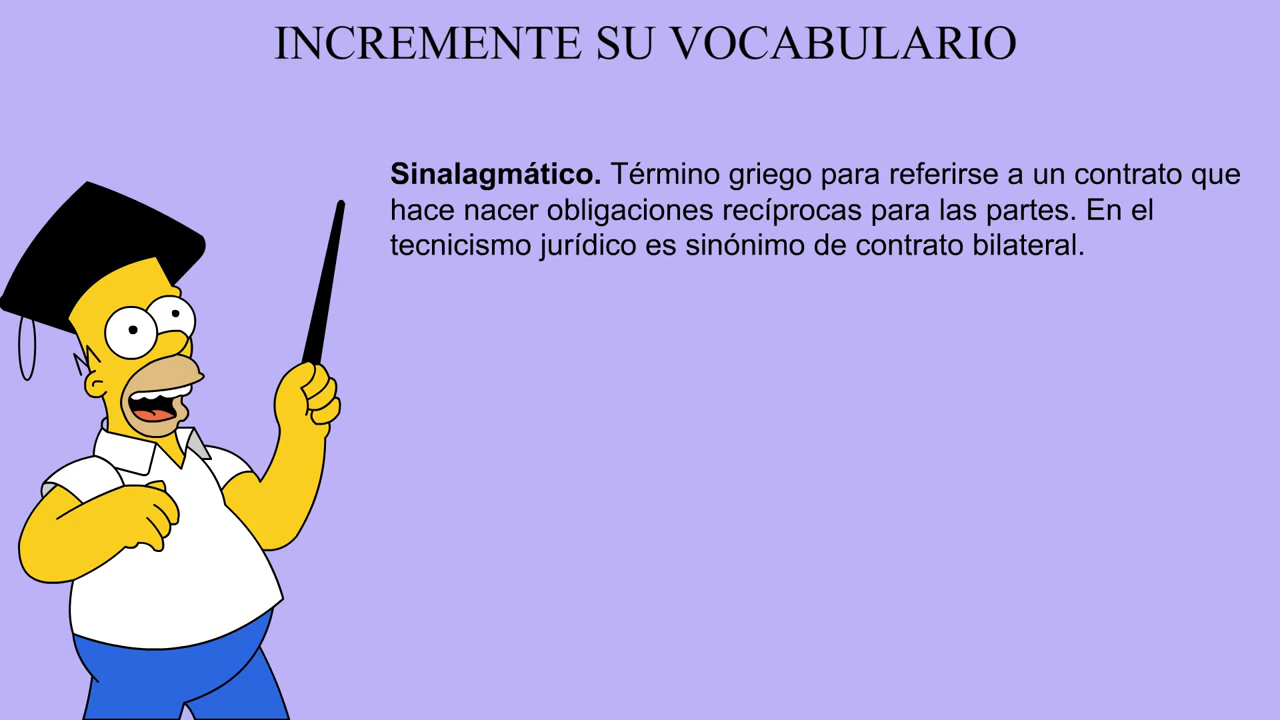 INCREMENTE SU VOCABULARIO
Sinalagmático. Término griego para referirse a un contrato que
hace nacer obligaciones recíprocas para las partes. En el
tecnicismo jurídico es sinónimo de contrato bilateral.